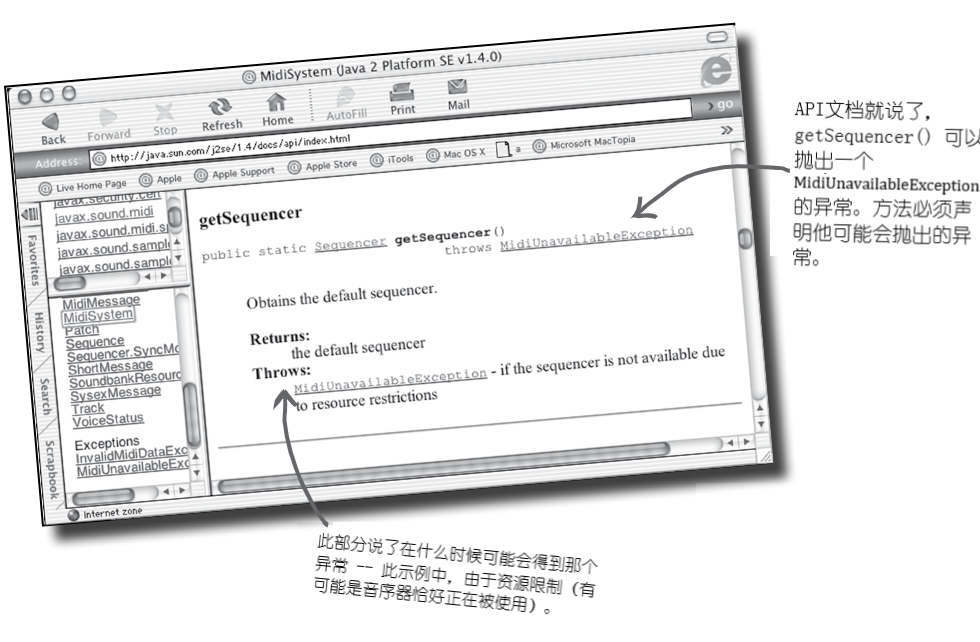 MidiSystem (Java 2 Platform SE v1.4.0)
Back Forward Stop Refresh Home AutoFill Print Mail
Address: http://java.sun.com/j2se/1.4/docs/api/index.html go
Live Home Page Apple Apple Support Apple Store iTools Mac OS X a Microsoft MacTopia »
javax.security.cert
javax.sound.midi
javax.sound.midi.s
javax.sound.sampl
javax.sound.sampl
MidiMessage
MidiSystem
Patch
Sequence
Sequencer.SyncMo
ShortMessage
SoundbankResourc
SysexMessage
Track
VoiceStatus
Exceptions
InvalidMidiDataExc
MidiUnavailableExc
Favorites
History
Search
Scrapbook
Internet zone
getSequencer
public static Sequencer getSequencer()
throws MidiUnavailableException
Obtains the default sequencer.
Returns:
the default sequencer
Throws:
MidiUnavailableException - if the sequencer is not available due
to resource restrictions
API文档就说了，
getSequencer() 可以
抛出一个
MidiUnavailableException
的异常。方法必须声
明他可能会抛出的异
常。
此部分说了在什么时候可能会得到那个
异常 -- 此示例中，由于资源限制（有
可能是音序器恰好正在被使用）。